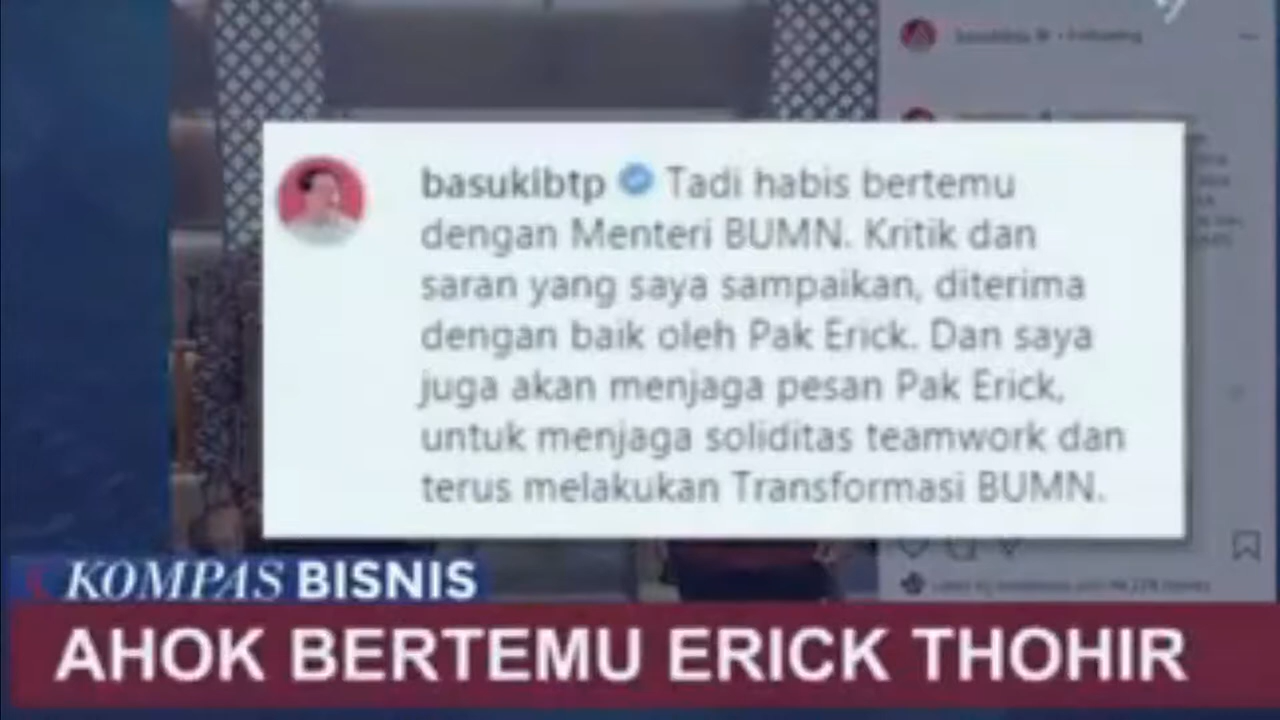 basukibtp Tadi habis bertemu
dengan Menteri BUMN. Kritik dan
saran yang saya sampaikan, diterima
dengan baik oleh Pak Erick. Dan saya
juga akan menjaga pesan Pak Erick,
untuk menjaga soliditas teamwork dan
terus melakukan Transformasi BUMN.
KOMPAS BISNIS
AHOK BERTEMU ERICK THOHIR